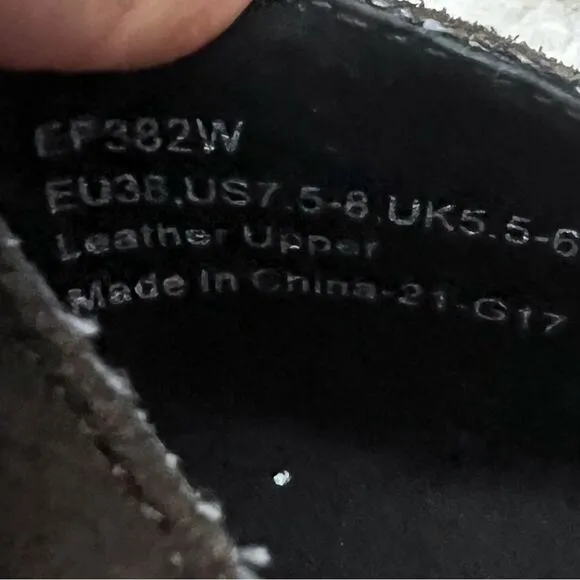 EF382W
EU38.US7.5-8.UK5.5-6
Leather Upper
Made In China-21-G17